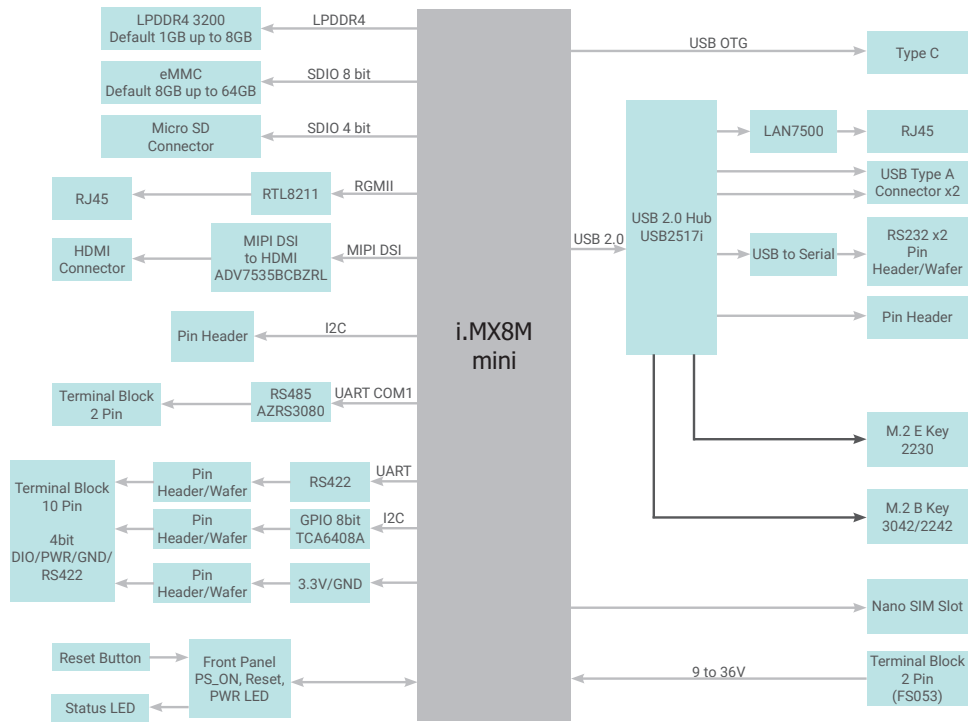 LPDDR4 3200
Default 1GB up to 8GB
LPDDR4
eMMC
Default 8GB up to 64GB
SDIO 8 bit
Micro SD
Connector
SDIO 4 bit
RJ45
RTL8211
RGMII
HDMI
Connector
MIPI DSI
to HDMI
ADV7535BCBZRL
MIPI DSI
Pin Header
I2C
Terminal Block
2 Pin
RS485
AZRS3080
UART COM1
Terminal Block
10 Pin
4bit
DIO/PWR/GND/
RS422
Pin
Header/Wafer
RS422
UART
Pin
Header/Wafer
GPIO 8bit
TCA6408A
I2C
Pin
Header/Wafer
3.3V/GND
Reset Button
Status LED
Front Panel
PS_ON, Reset,
PWR LED
i.MX8M
mini
USB OTG
Type C
USB 2.0
USB 2.0 Hub
USB2517i
LAN7500
RJ45
USB Type A
Connector x2
USB to Serial
RS232 x2
Pin
Header/Wafer
Pin Header
M.2 E Key
2230
M.2 B Key
3042/2242
Nano SIM Slot
9 to 36V
Terminal Block
2 Pin
(FS053)